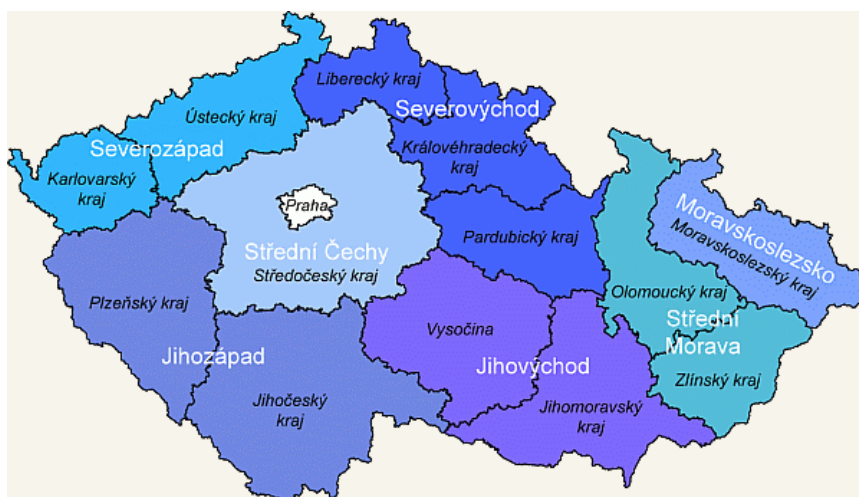 Liberecký kraj
Severovýchod
Ústecký kraj
Severozápad
Královéhradecký
kraj
Karlovarský
kraj
Praha
Moravskoslezsko
Moravskoslezský kraj
Pardubický kraj
Střední Čechy
Středočeský kraj
Olomoucký kraj
Plzeňský kraj
Střední
Morava
Vysočina
Jihozápad
Jihovýchod
Zlínský kraj
Jihočeský
kraj
Jihomoravský
kraj